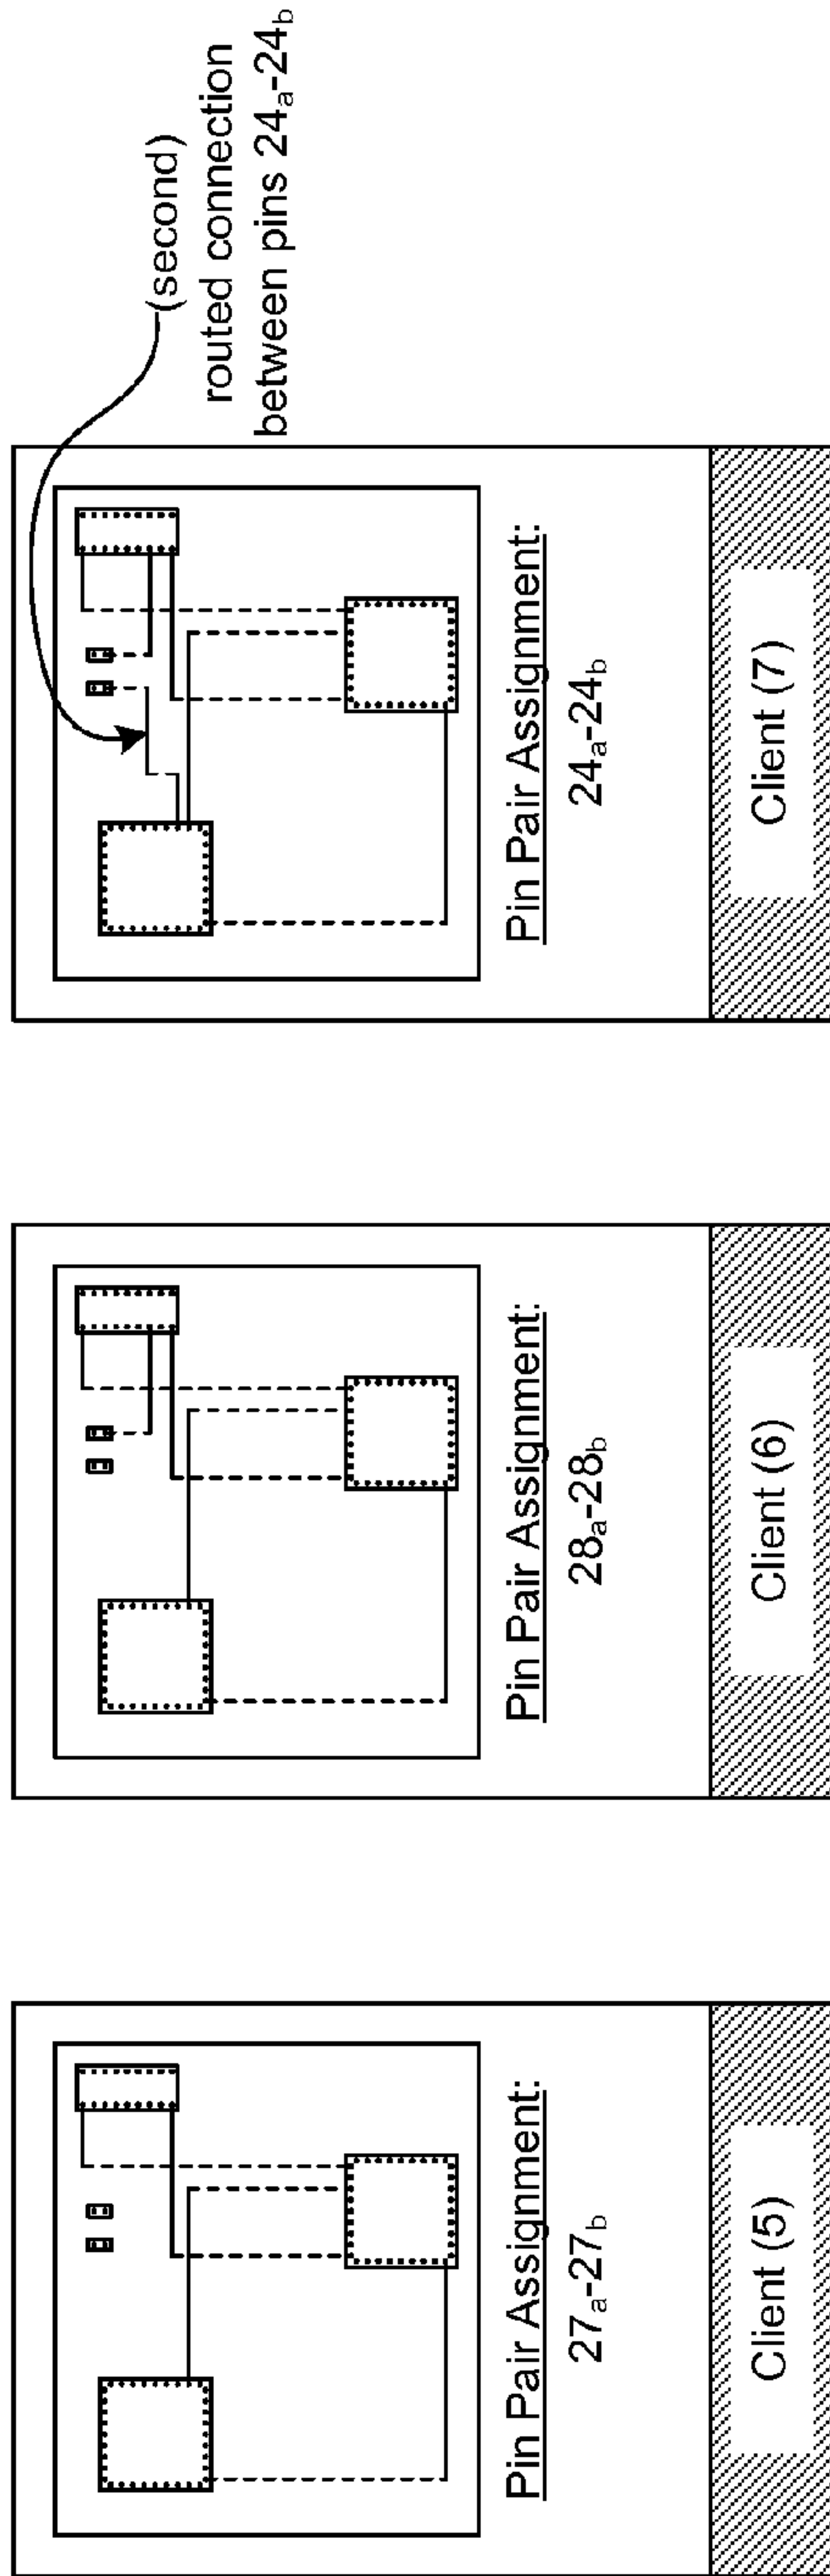 (second)
routed connection
between pins 24a-24b
Pin Pair Assignment:
27a-27b
Client (5)
Pin Pair Assignment:
28a-28b
Client (6)
Pin Pair Assignment:
24a-24b
Client (7)